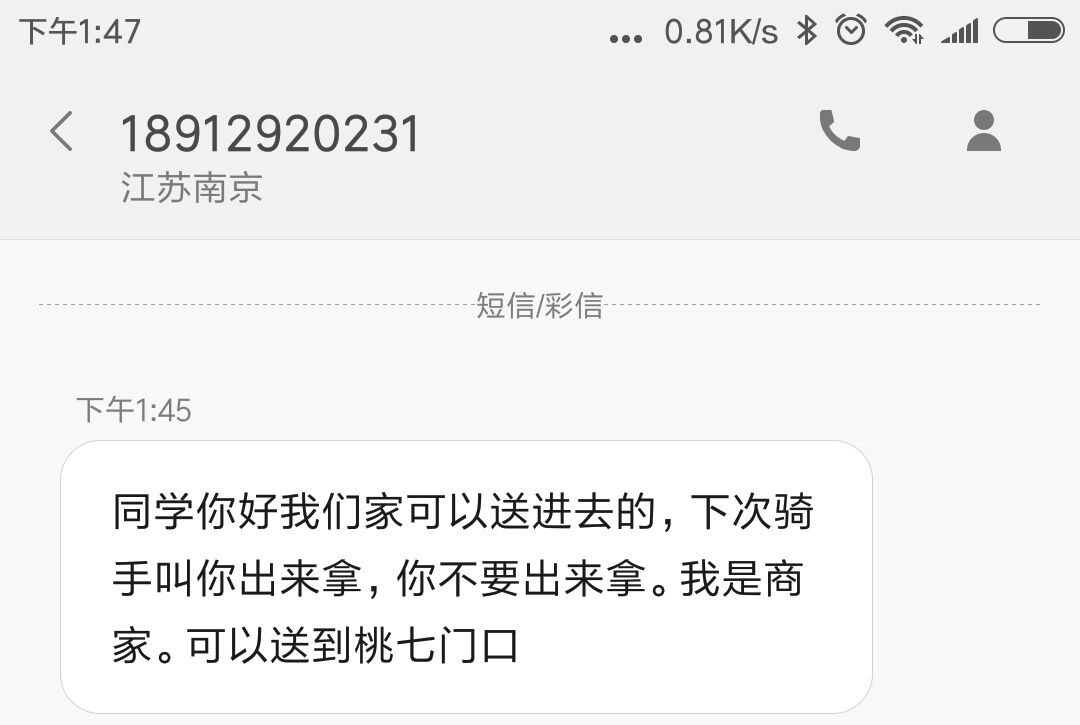 下午1:47 ... 0.81K/s
18912920231
江苏南京
短信/彩信
下午1:45
同学你好我们家可以送进去的，下次骑
手叫你出来拿，你不要出来拿。我是商
家。可以送到桃七门口